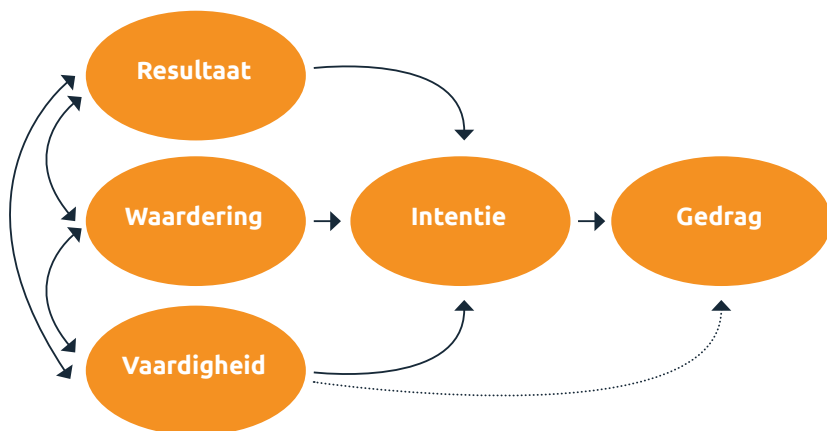 Resultaat
Waardering
Intentie
Gedrag
Vaardigheid